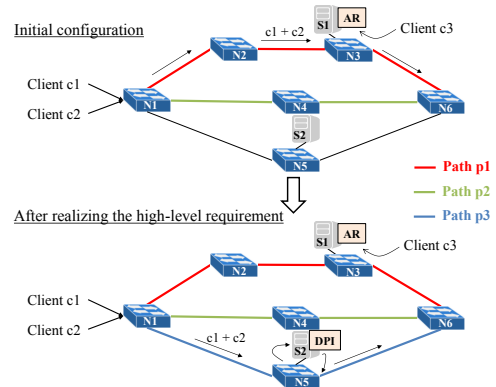 Initial configuration
S1
AR
Client c3
c1 + c2
N2
N3
Client c1
Client c2
N1
N4
N6
S2
N5
Path p1
Path p2
Path p3
After realizing the high-level requirement
S1
AR
Client c3
N2
N3
Client c1
Client c2
N1
N4
N6
c1 + c2
S2
DPI
N5